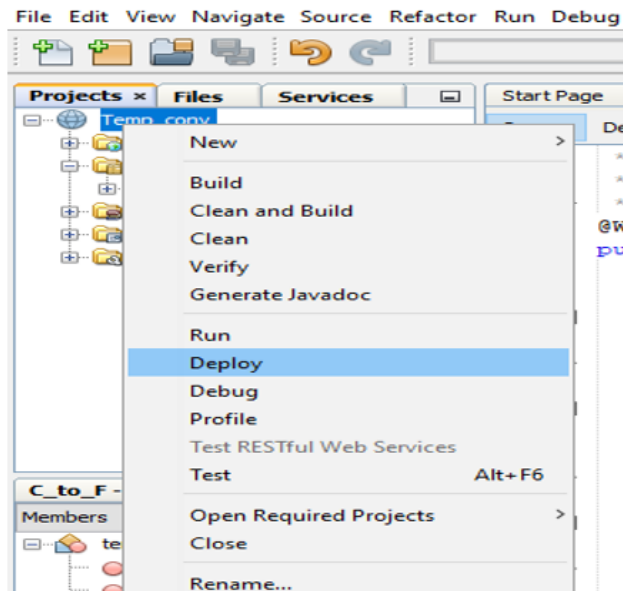 File Edit View Navigate Source Refactor Run Debug
Projects × Files Services Start Page
Temp_copy
New >
Build
Clean and Build
Clean
Verify
Generate Javadoc
Run
Deploy
Debug
Profile
Test RESTful Web Services
Test Alt+F6
C_to_F -
Members
Open Required Projects >
Close
Rename...